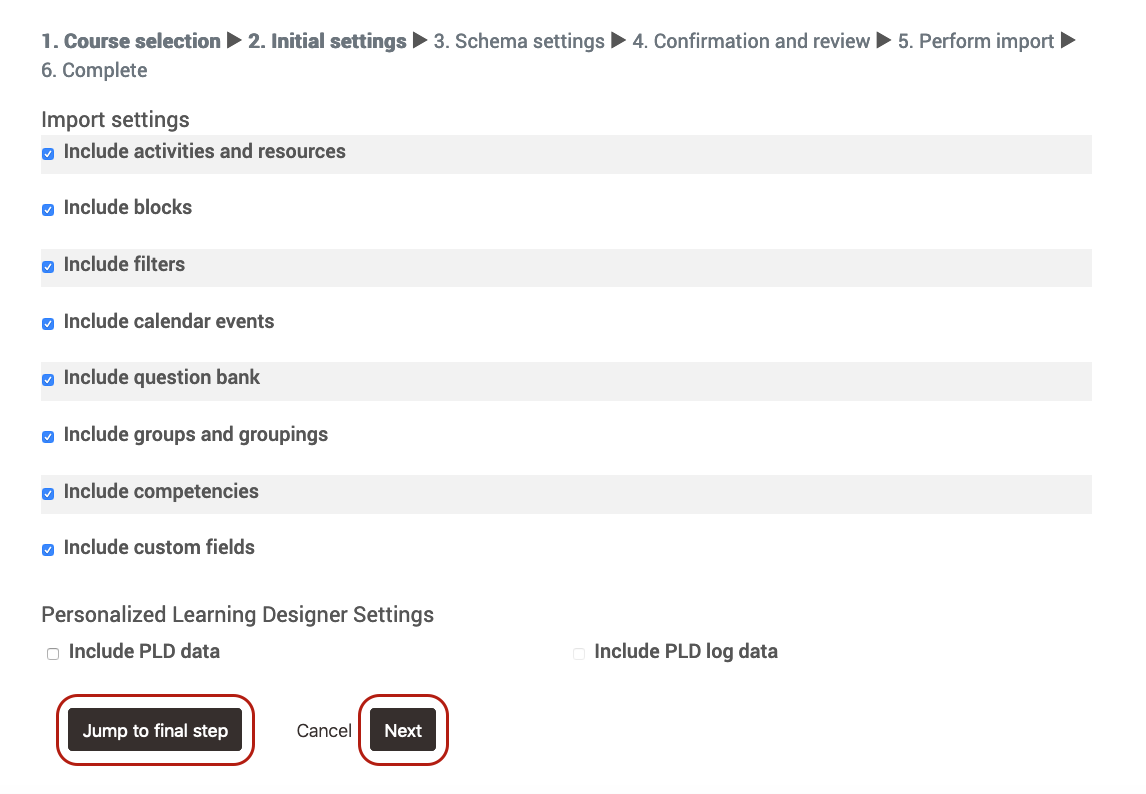 1. Course selection ▶ 2. Initial settings ▶ 3. Schema settings ▶ 4. Confirmation and review ▶ 5. Perform import ▶
6. Complete
Import settings
Include activities and resources
Include blocks
Include filters
Include calendar events
Include question bank
Include groups and groupings
Include competencies
Include custom fields
Personalized Learning Designer Settings
Include PLD data
Include PLD log data
Jump to final step
Cancel
Next